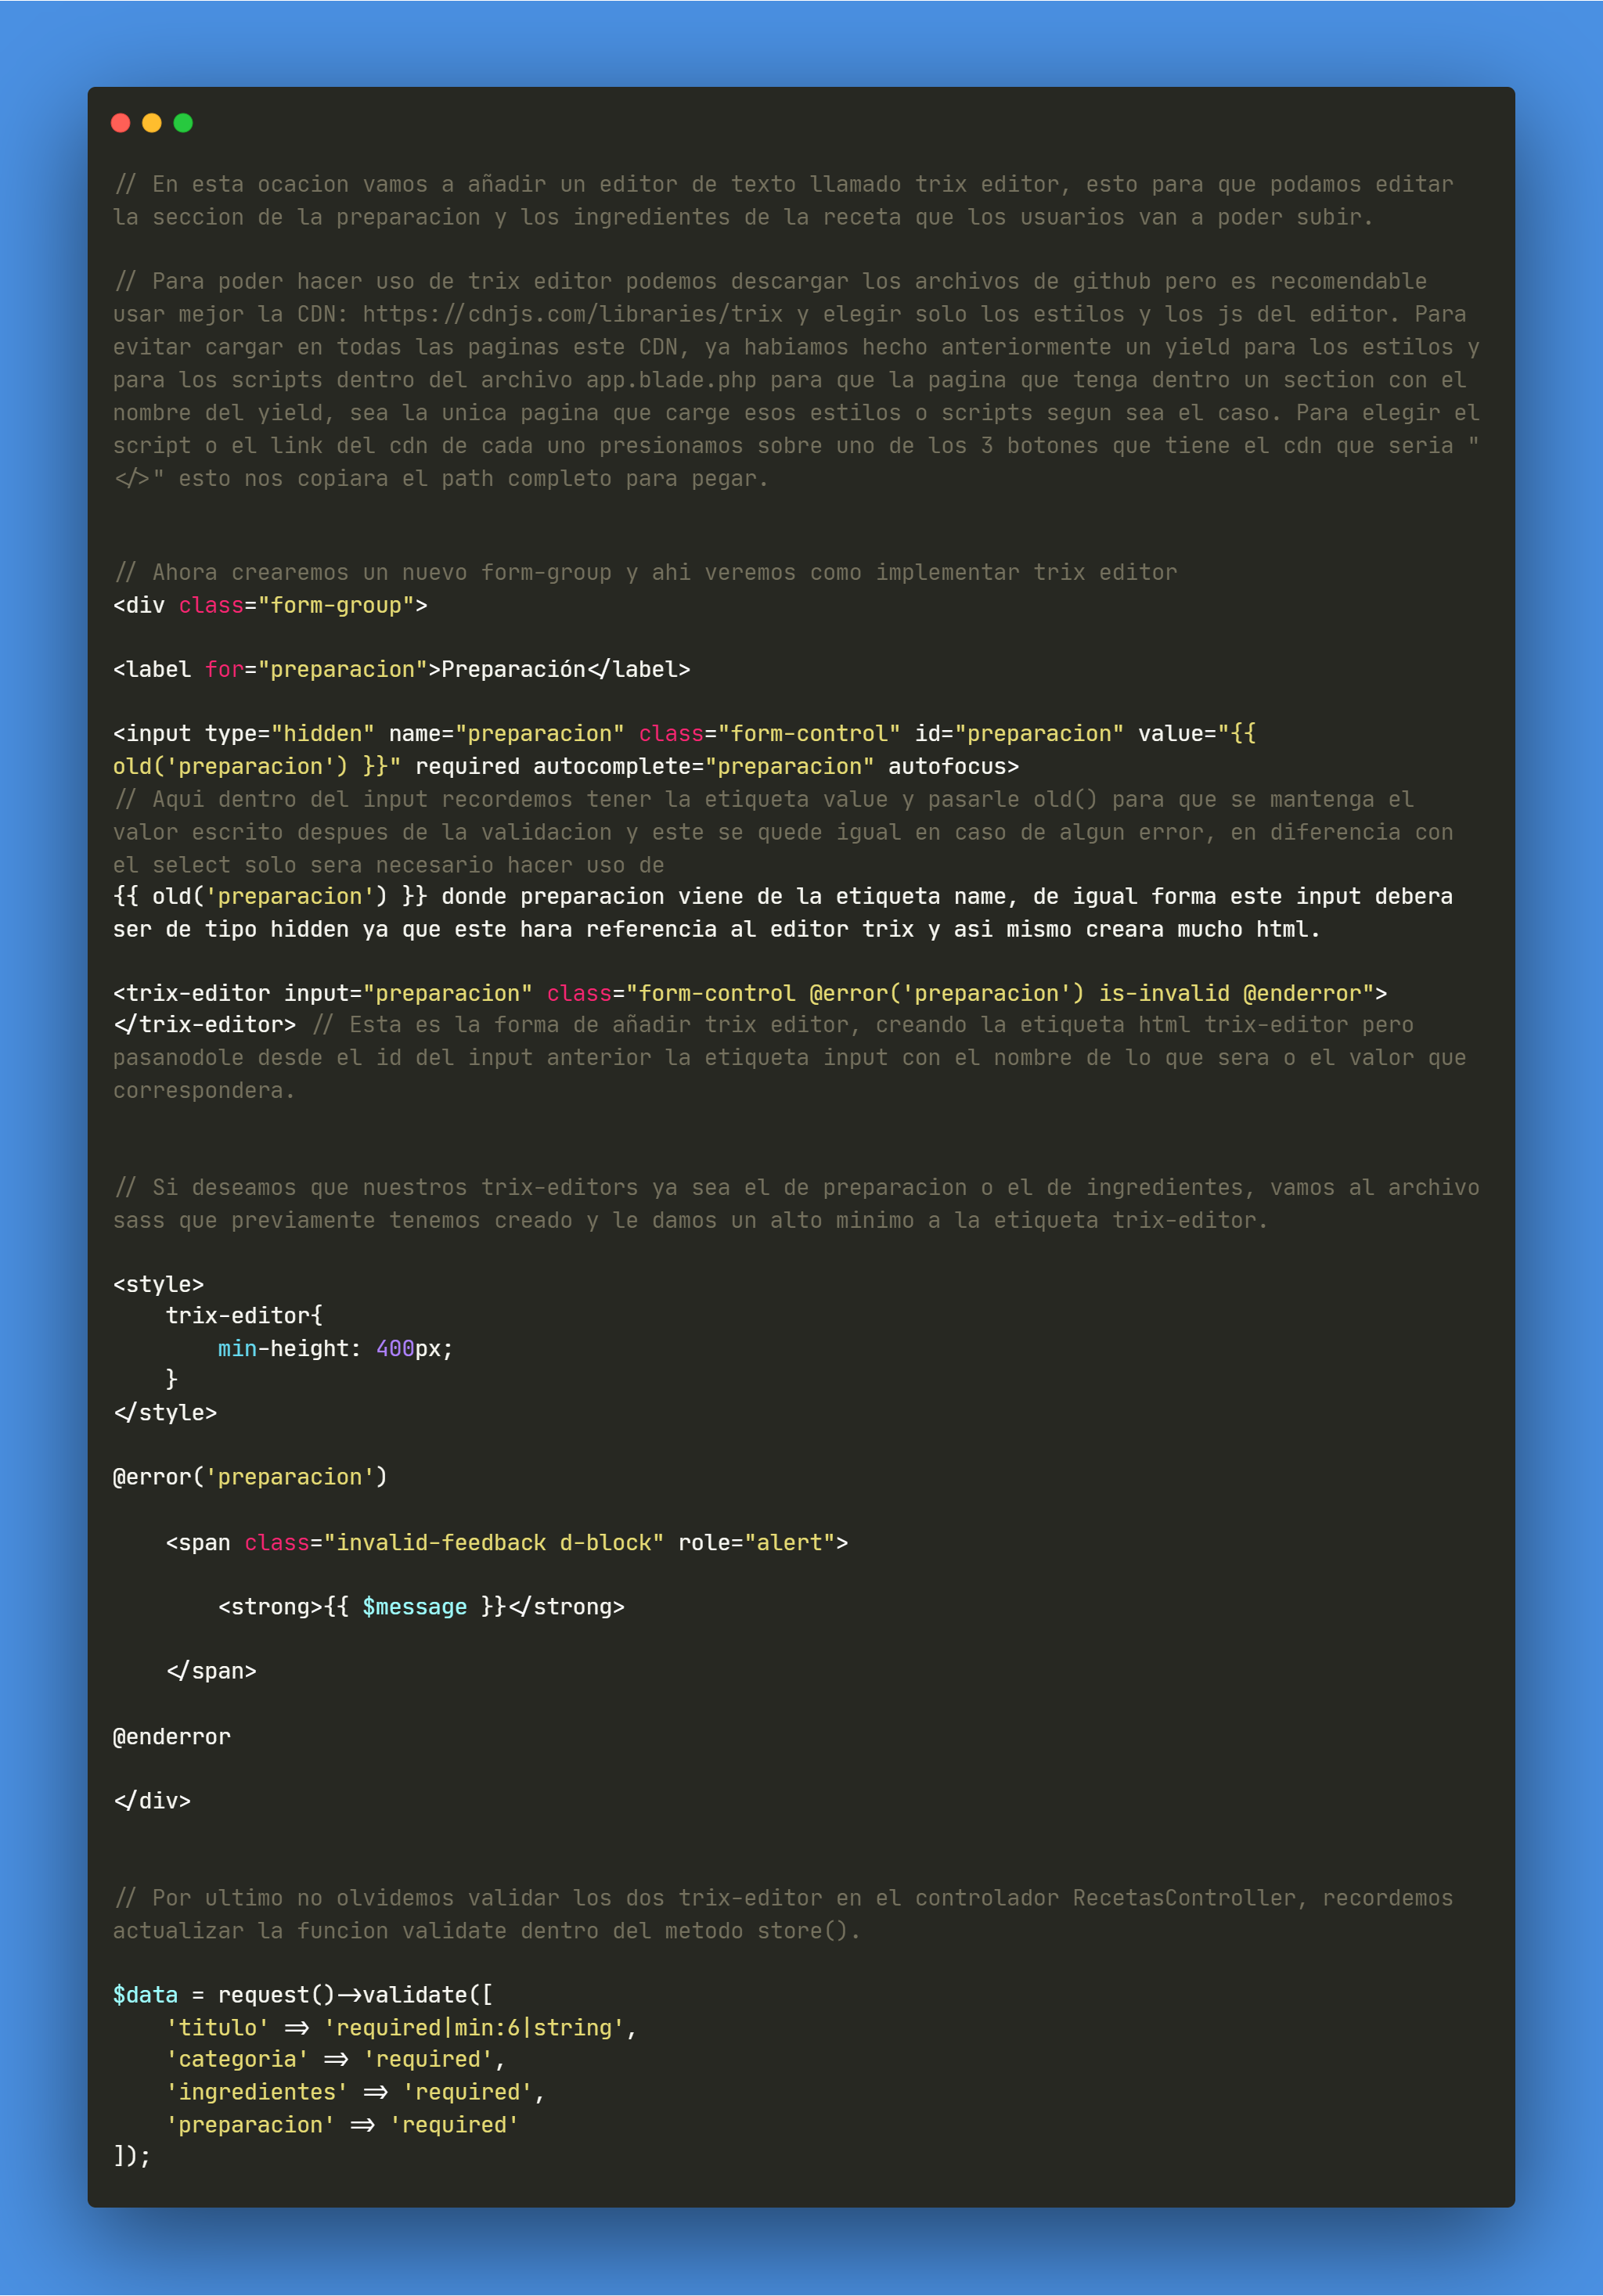 // En esta ocacion vamos a añadir un editor de texto llamado trix editor, esto para que podamos editar
la seccion de la preparacion y los ingredientes de la receta que los usuarios van a poder subir.
// Para poder hacer uso de trix editor podemos descargar los archivos de github pero es recomendable
usar mejor la CDN: https://cdnjs.com/libraries/trix y elegir solo los estilos y los js del editor. Para
evitar cargar en todas las paginas este CDN, ya habiamos hecho anteriormente un yield para los estilos y
para los scripts dentro del archivo app.blade.php para que la pagina que tenga dentro un section con el
nombre del yield, sea la unica pagina que carge esos estilos o scripts segun sea el caso. Para elegir el
script o el link del cdn de cada uno presionamos sobre uno de los 3 botones que tiene el cdn que seria "
</>" esto nos copiara el path completo para pegar.
// Ahora crearemos un nuevo form-group y ahi veremos como implementar trix editor
<div class="form-group">
<label for="preparacion">Preparación</label>
<input type="hidden" name="preparacion" class="form-control" id="preparacion" value="{{
old('preparacion') }}" required autocomplete="preparacion" autofocus>
// Aqui dentro del input recordemos tener la etiqueta value y pasarle old() para que se mantenga el
valor escrito despues de la validacion y este se quede igual en caso de algun error, en diferencia con
el select solo sera necesario hacer uso de
{{ old('preparacion') }} donde preparacion viene de la etiqueta name, de igual forma este input debera
ser de tipo hidden ya que este hara referencia al editor trix y asi mismo creara mucho html.
<trix-editor input="preparacion" class="form-control @error('preparacion') is-invalid @enderror">
</trix-editor> // Esta es la forma de añadir trix editor, creando la etiqueta html trix-editor pero
pasanodole desde el id del input anterior la etiqueta input con el nombre de lo que sera o el valor que
correspondera.
// Si deseamos que nuestros trix-editors ya sea el de preparacion o el de ingredientes, vamos al archivo
sass que previamente tenemos creado y le damos un alto minimo a la etiqueta trix-editor.
<style>
    trix-editor{
        min-height: 400px;
    }
</style>
@error('preparacion')
    <span class="invalid-feedback d-block" role="alert">
        <strong>{{ $message }}</strong>
    </span>
@enderror
</div>
// Por ultimo no olvidemos validar los dos trix-editor en el controlador RecetasController, recordemos
actualizar la funcion validate dentro del metodo store().
$data = request()->validate([
    'titulo' => 'required|min:6|string',
    'categoria' => 'required',
    'ingredientes' => 'required',
    'preparacion' => 'required'
]);